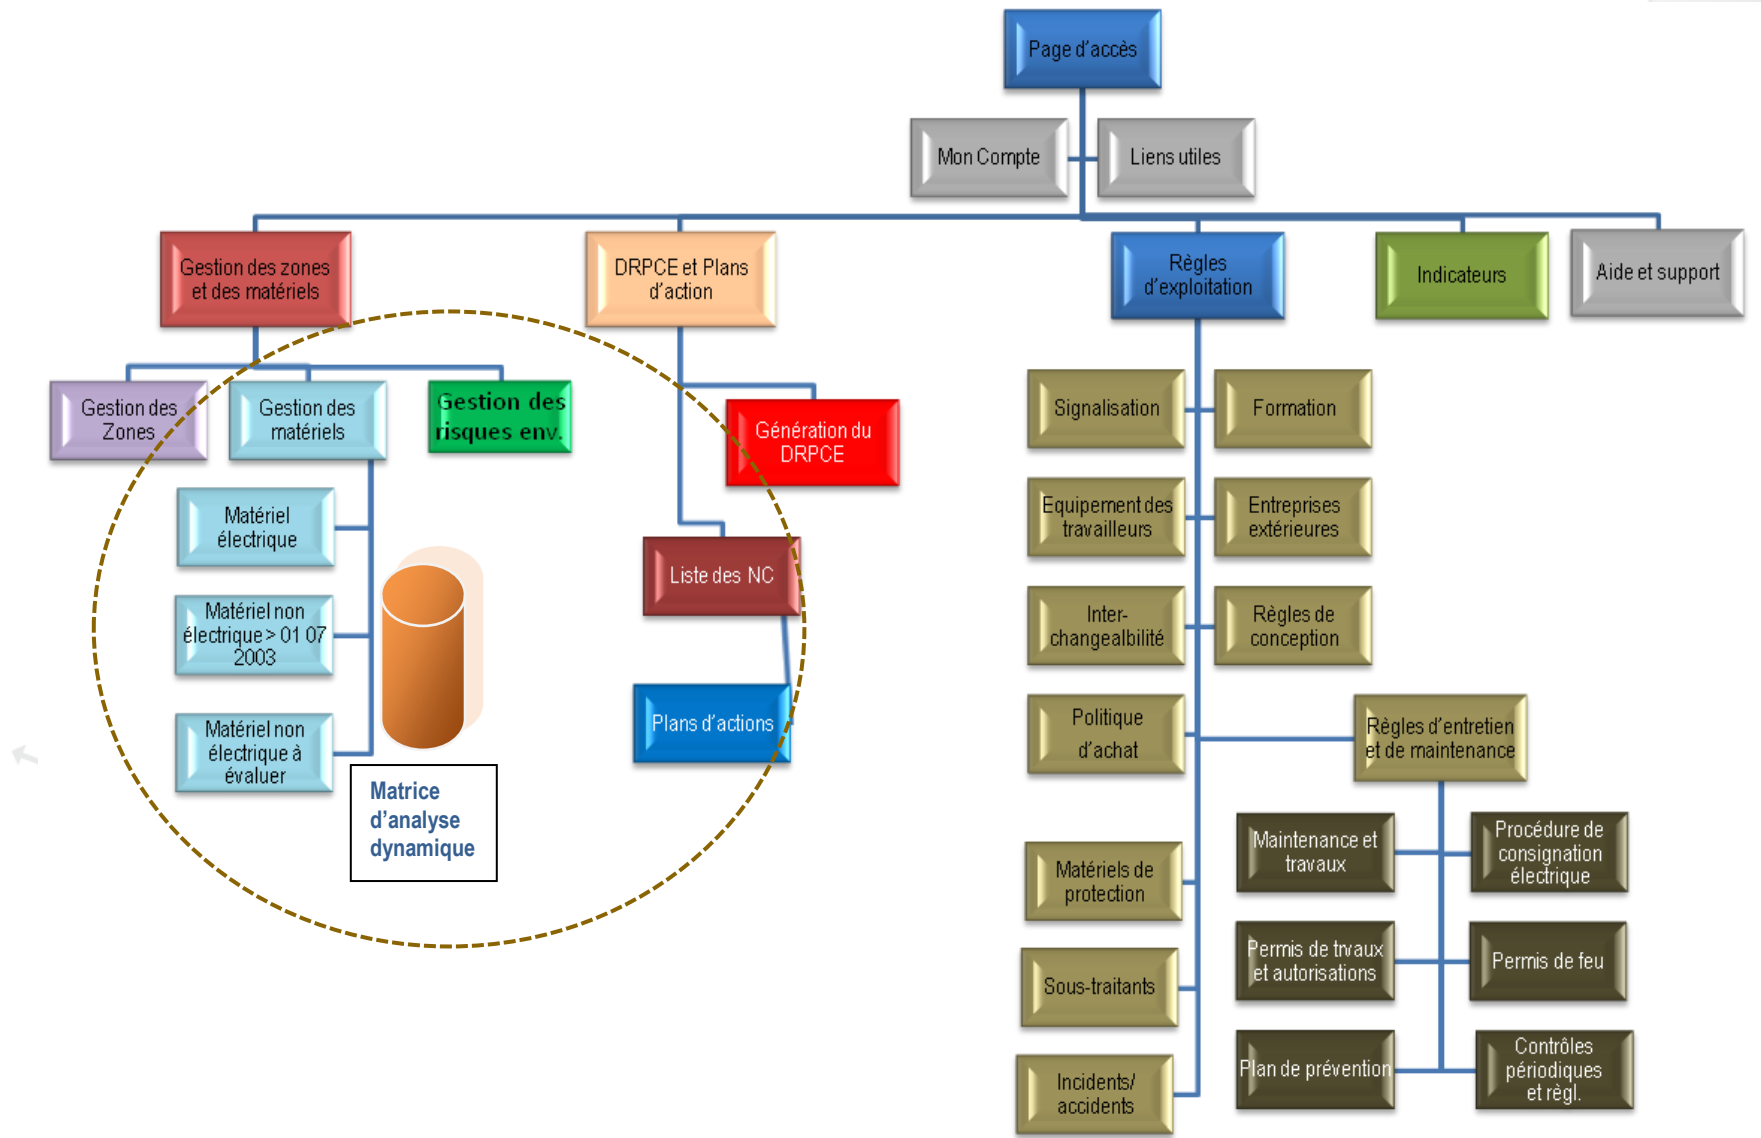 Page d'accès
Mon Compte
Liens utiles
Gestion des zones
et des matériels
DRPCE et Plans
d'action
Règles
d'exploitation
Indicateurs
Aide et support
Gestion des
Zones
Gestion des
matériels
Gestion des
risques env.
Génération du
DRPCE
Matériel
électrique
Matériel non
électrique > 01 07
2003
Matériel non
électrique à
évaluer
Matrice
d'analyse
dynamique
Liste des NC
Plans d'actions
Signalisation
Formation
Equipement des
travailleurs
Entreprises
extérieures
Inter-
changealbilité
Règles de
conception
Politique
d'achat
Règles d'entretien
et de maintenance
Matériels de
protection
Sous-traitants
Incidents/
accidents
Maintenance et
travaux
Procédure de
consignation
électrique
Permis de trvaux
et autorisations
Permis de feu
Plan de prévention
Contrôles
périodiques
et règl.